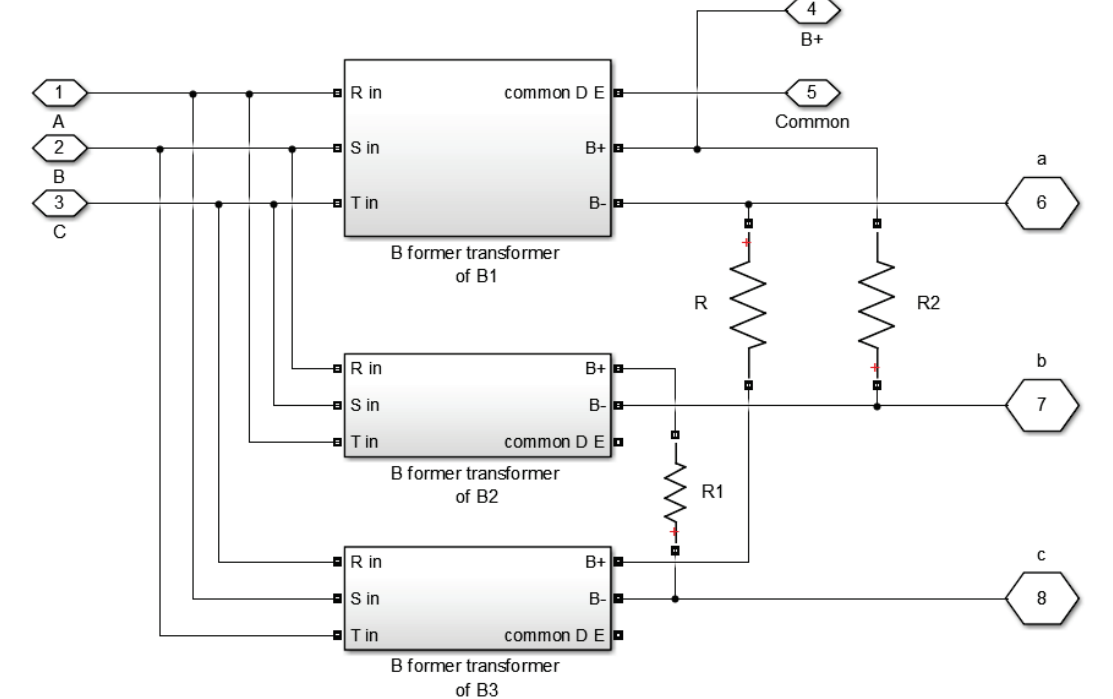 4
B+
1
R in
common D E
5
A
Common
2
S in
B+
B
a
3
T in
B-
6
C
B former transformer
of B1
R
R2
b
R in
B+
S in
B-
7
T in
common D E
B former transformer
of B2
R1
c
R in
B+
S in
B-
8
T in
common D E
B former transformer
of B3